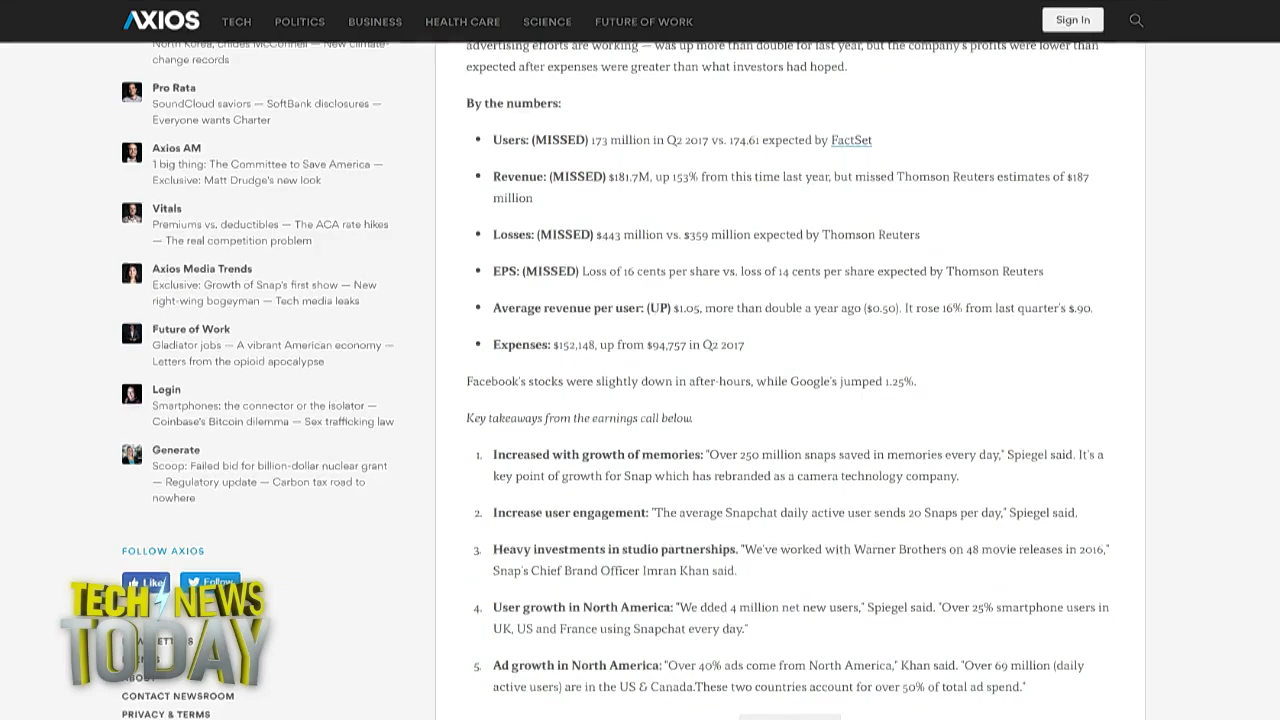 AXIOS TECH POLITICS BUSINESS HEALTH CARE SCIENCE FUTURE OF WORK Sign In
North Korea, chides McConnell — New climate-
change records
Pro Rata
SoundCloud saviors — SoftBank disclosures —
Everyone wants Charter
Axios AM
1 big thing: The Committee to Save America —
Exclusive: Matt Drudge's new look
Vitals
Premiums vs. deductibles — The ACA rate hikes
— The real competition problem
Axios Media Trends
Exclusive: Growth of Snap's first show — New
right-wing bogeyman — Tech media leaks
Future of Work
Gladiator jobs — A vibrant American economy —
Letters from the opioid apocalypse
Login
Smartphones: the connector or the isolator —
Coinbase's Bitcoin dilemma — Sex trafficking law
Generate
Scoop: Failed bid for billion-dollar nuclear grant
— Regulatory update — Carbon tax road to
nowhere
FOLLOW AXIOS
Like Follow
TECH NEWS
TODAY
CONTACT NEWSROOM
PRIVACY & TERMS
advertising efforts are working — was up more than double for last year, but the company's profits were lower than
expected after expenses were greater than what investors had hoped.
By the numbers:
• Users: (MISSED) 173 million in Q2 2017 vs. 174.61 expected by FactSet
• Revenue: (MISSED) $181.7M, up 153% from this time last year, but missed Thomson Reuters estimates of $187
million
• Losses: (MISSED) $443 million vs. $359 million expected by Thomson Reuters
• EPS: (MISSED) Loss of 16 cents per share vs. loss of 14 cents per share expected by Thomson Reuters
• Average revenue per user: (UP) $1.05, more than double a year ago ($0.50). It rose 16% from last quarter's $.90.
• Expenses: $152,148, up from $94,757 in Q2 2017
Facebook's stocks were slightly down in after-hours, while Google's jumped 1.25%.
Key takeaways from the earnings call below.
1. Increased with growth of memories: "Over 250 million snaps saved in memories every day," Spiegel said. It's a
key point of growth for Snap which has rebranded as a camera technology company.
2. Increase user engagement: "The average Snapchat daily active user sends 20 Snaps per day," Spiegel said.
3. Heavy investments in studio partnerships. "We've worked with Warner Brothers on 48 movie releases in 2016,"
Snap's Chief Brand Officer Imran Khan said.
4. User growth in North America: "We dded 4 million net new users," Spiegel said. "Over 25% smartphone users in
UK, US and France using Snapchat every day."
5. Ad growth in North America: "Over 40% ads come from North America," Khan said. "Over 69 million (daily
active users) are in the US & Canada.These two countries account for over 50% of total ad spend."